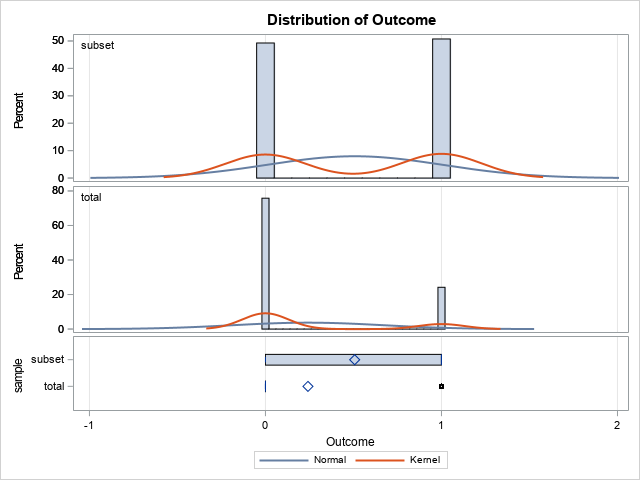 Distribution of Outcome
subset
50
40
30
20
10
0
Percent
total
80
60
40
20
0
Percent
sample
subset
total
-1 0 1 2
Outcome
Normal Kernel